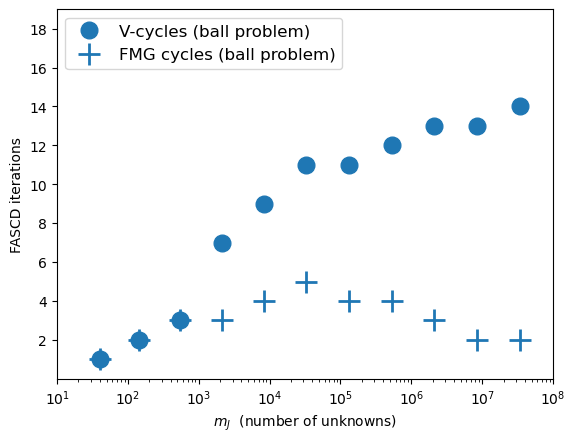 V-cycles (ball problem)
FMG cycles (ball problem)
FASCD iterations
18
16
14
12
10
8
6
4
2
10¹ 10² 10³ 10⁴ 10⁵ 10⁶ 10⁷ 10⁸
m_J (number of unknowns)